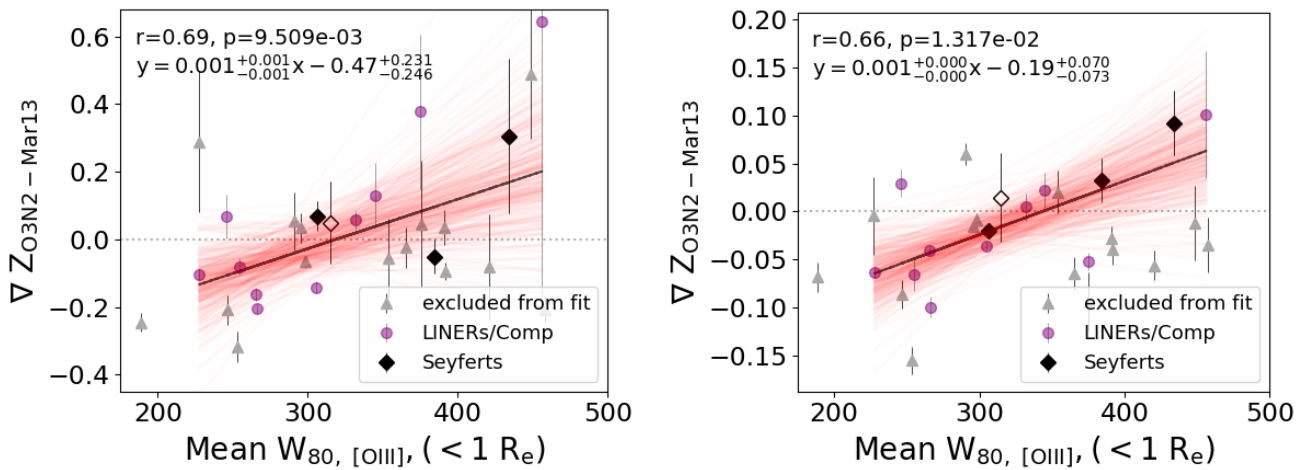 r=0.69, p=9.509e-03
y = 0.001^{+0.001}_{-0.001}x − 0.47^{+0.231}_{-0.246}
0.6
0.4
0.2
0.0
−0.2
−0.4
∇ Z_{O3N2 − Mar13}
excluded from fit
LINERs/Comp
Seyferts
200 300 400 500
Mean W_{80, [OIII]}, (< 1 R_e)
r=0.66, p=1.317e-02
y = 0.001^{+0.000}_{-0.000}x − 0.19^{+0.070}_{-0.073}
0.20
0.15
0.10
0.05
0.00
−0.05
−0.10
−0.15
∇ Z_{O3N2 − Mar13}
excluded from fit
LINERs/Comp
Seyferts
200 300 400 500
Mean W_{80, [OIII]}, (< 1 R_e)